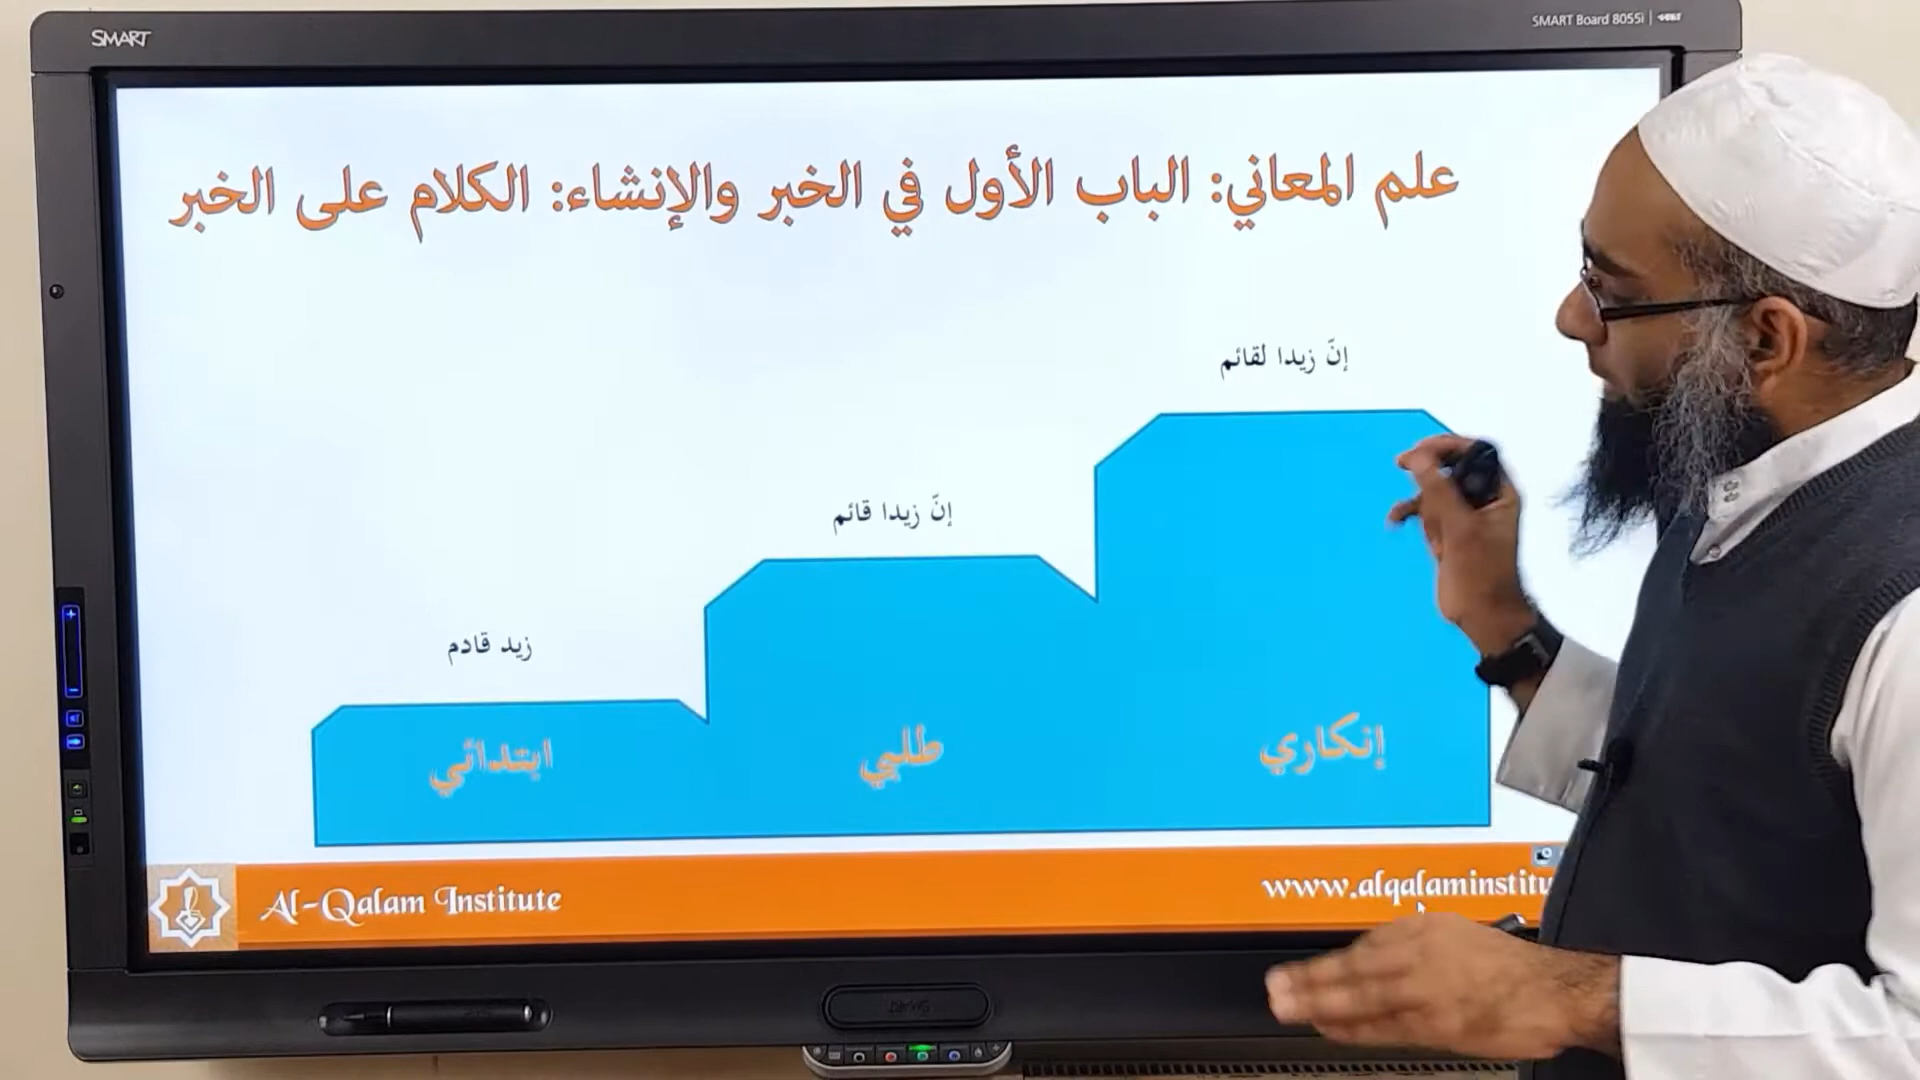 SMART
SMART Board 8055i
علم المعاني: الباب الأول في الخبر والإنشاء: الكلام على الخبر
إنّ زيدا لقائم
إنّ زيدا قائم
زيد قادم
إنكاري
طلبي
ابتدائي
Al-Qalam Institute
www.alqalaminstitu